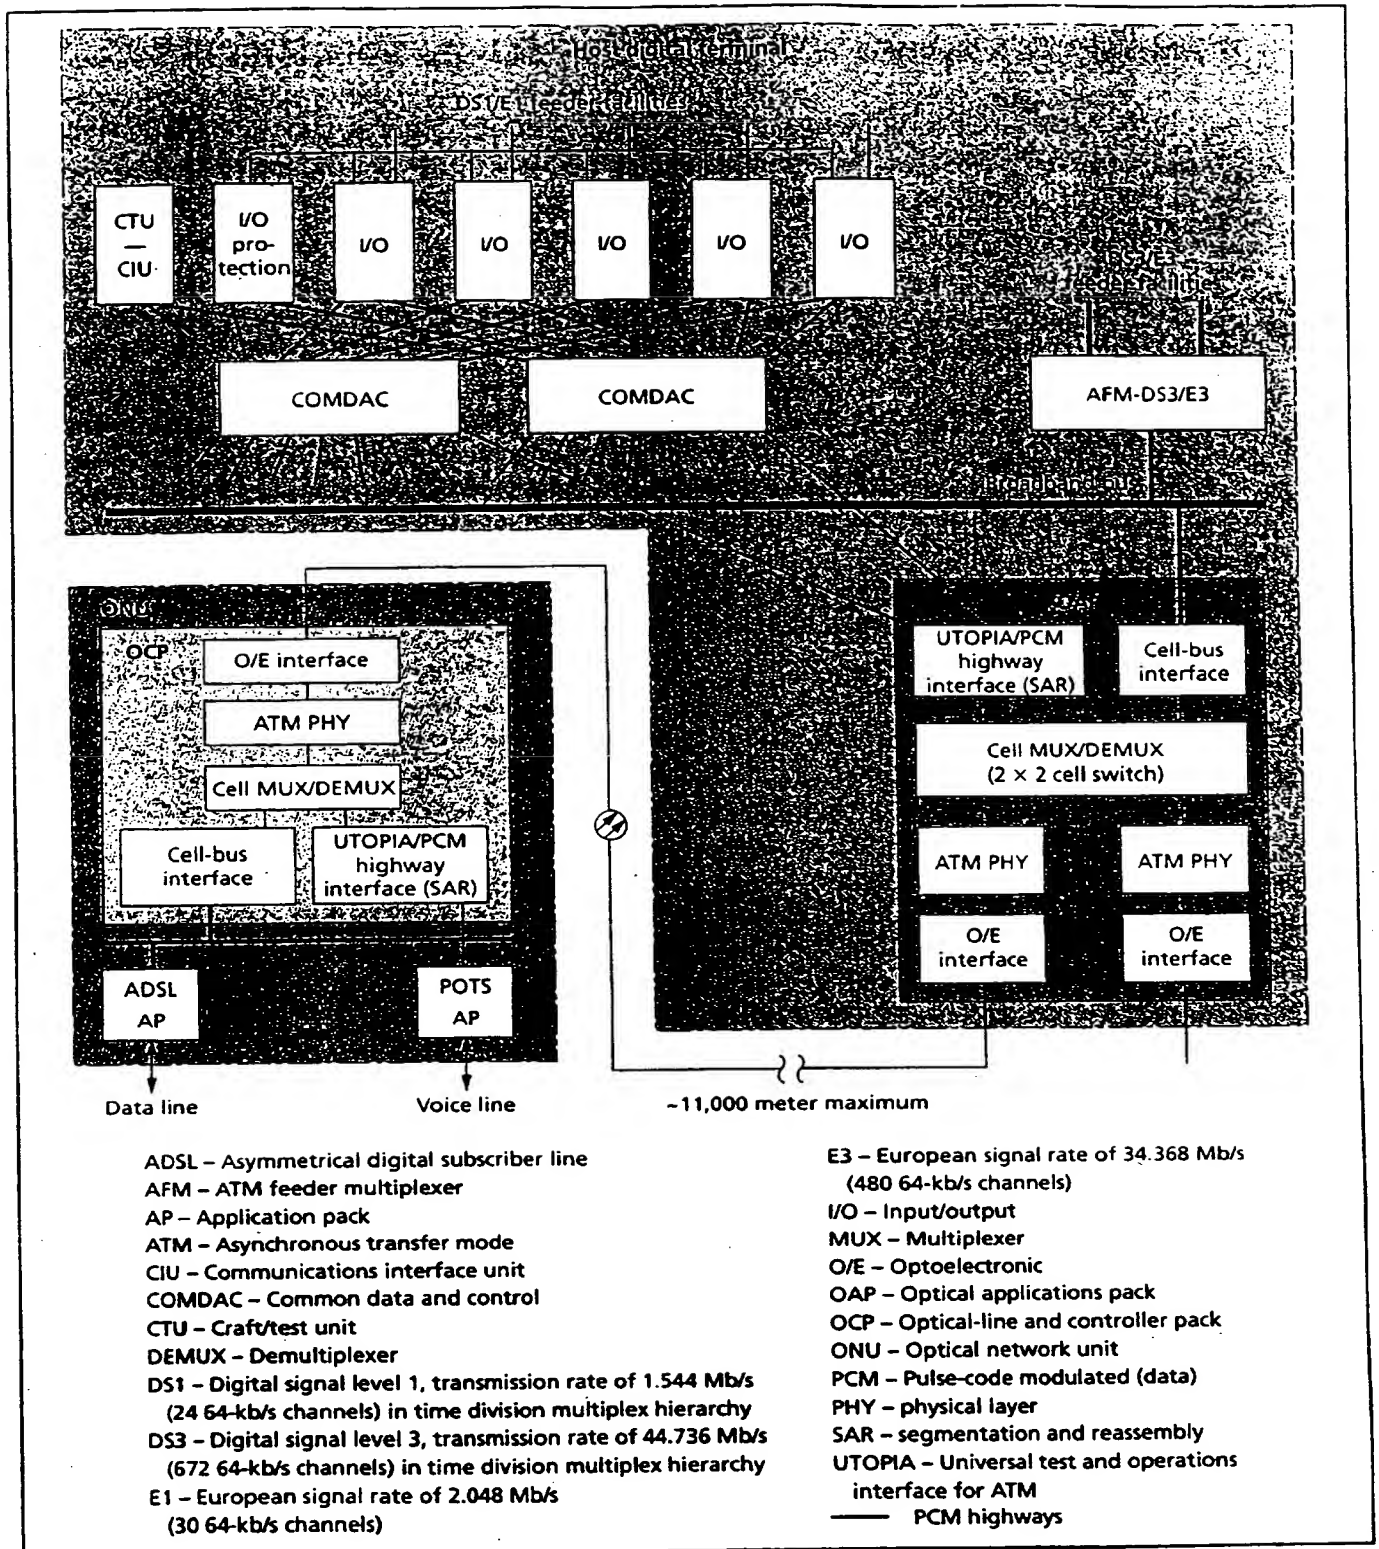 Host digital terminal
DS1/E1 feeder facilities
CTU
—
CIU
I/O
pro-
tection
I/O
I/O
I/O
I/O
I/O
DS3/E3
feeder facilities
COMDAC
COMDAC
AFM-DS3/E3
Broadband bus
ONU
OCP
O/E interface
ATM PHY
Cell MUX/DEMUX
Cell-bus
interface
UTOPIA/PCM
highway
interface (SAR)
ADSL
AP
POTS
AP
Data line
Voice line
UTOPIA/PCM
highway
interface (SAR)
Cell-bus
interface
Cell MUX/DEMUX
(2 × 2 cell switch)
ATM PHY
ATM PHY
O/E
interface
O/E
interface
~11,000 meter maximum
ADSL – Asymmetrical digital subscriber line
AFM – ATM feeder multiplexer
AP – Application pack
ATM – Asynchronous transfer mode
CIU – Communications interface unit
COMDAC – Common data and control
CTU – Craft/test unit
DEMUX – Demultiplexer
DS1 – Digital signal level 1, transmission rate of 1.544 Mb/s
(24 64-kb/s channels) in time division multiplex hierarchy
DS3 – Digital signal level 3, transmission rate of 44.736 Mb/s
(672 64-kb/s channels) in time division multiplex hierarchy
E1 – European signal rate of 2.048 Mb/s
(30 64-kb/s channels)
E3 – European signal rate of 34.368 Mb/s
(480 64-kb/s channels)
I/O – Input/output
MUX – Multiplexer
O/E – Optoelectronic
OAP – Optical applications pack
OCP – Optical-line and controller pack
ONU – Optical network unit
PCM – Pulse-code modulated (data)
PHY – physical layer
SAR – segmentation and reassembly
UTOPIA – Universal test and operations
interface for ATM
PCM highways